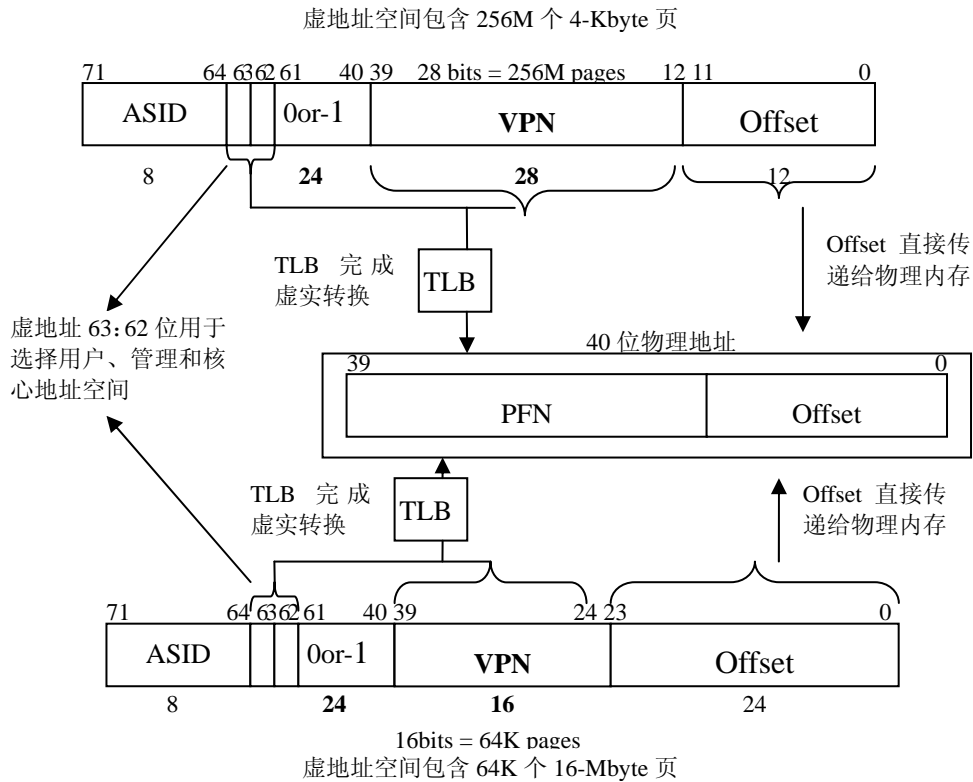 虚地址空间包含 256M 个 4-Kbyte 页
71 64 63 62 61 40 39 28 bits = 256M pages 12 11 0
ASID 0or-1 VPN Offset
8 24 28 12
TLB 完成
虚实转换
TLB
Offset 直接传
递给物理内存
虚地址 63:62 位用于
选择用户、管理和核
心地址空间
40 位物理地址
39 0
PFN Offset
TLB 完成
虚实转换
TLB
Offset 直接传
递给物理内存
71 64 63 62 61 40 39 24 23 0
ASID 0or-1 VPN Offset
8 24 16 24
16bits = 64K pages
虚地址空间包含 64K 个 16-Mbyte 页